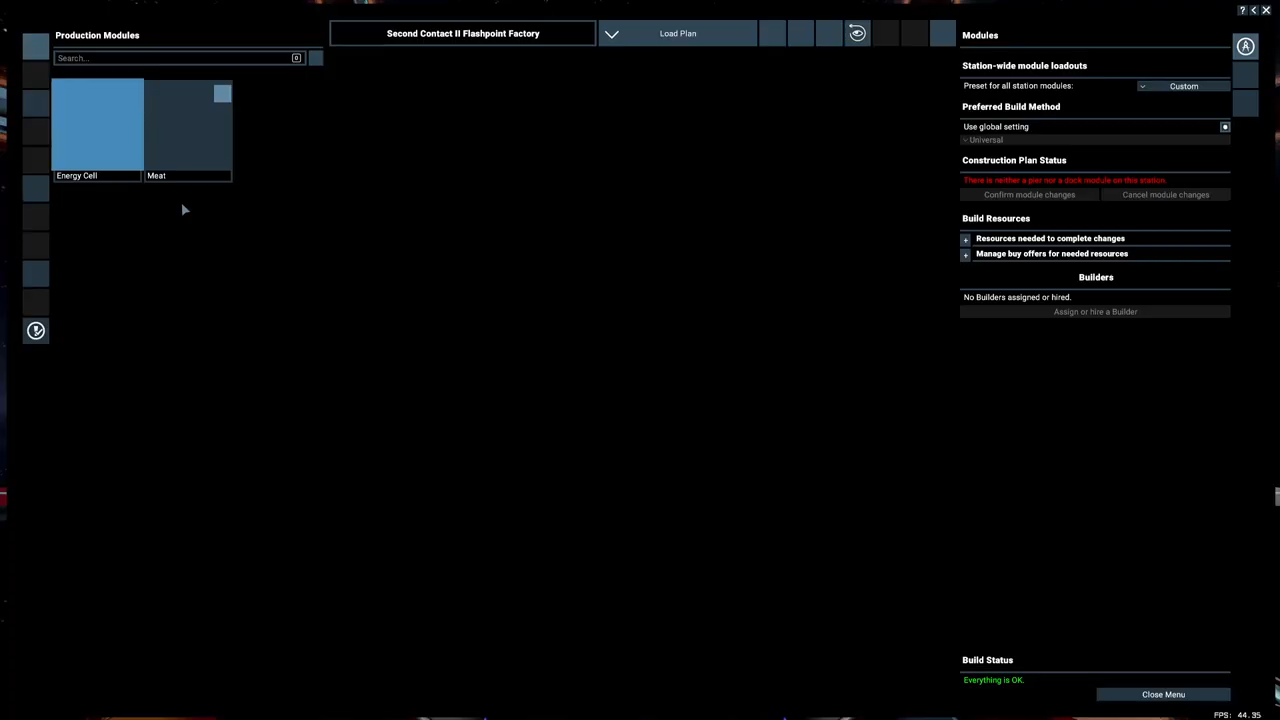 Production Modules
Search...
Energy Cell
Meat
Second Contact II Flashpoint Factory
Load Plan
Modules
Station-wide module loadouts
Preset for all station modules:
Custom
Preferred Build Method
Use global setting
Universal
Construction Plan Status
There is neither a pier nor a dock module on this station.
Confirm module changes
Cancel module changes
Build Resources
+ Resources needed to complete changes
+ Manage buy offers for needed resources
Builders
No Builders assigned or hired.
Assign or hire a Builder
Build Status
Everything is OK.
Close Menu
FPS: 44.35